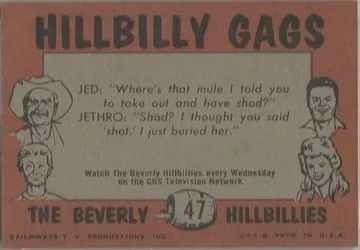 HILLBILLY GAGS
JED: "Where's that mule I told you
to take out and have shod?"
JETHRO: "Shod? I thought you said
'shot.' I just buried her."
Watch The Beverly Hillbillies every Wednesday
on the CBS Television Network
THE BEVERLY 47 HILLBILLIES
©FILMWAYS T V PRODUCTIONS, INC. ©T.C.G. PRTD IN U.S.A.